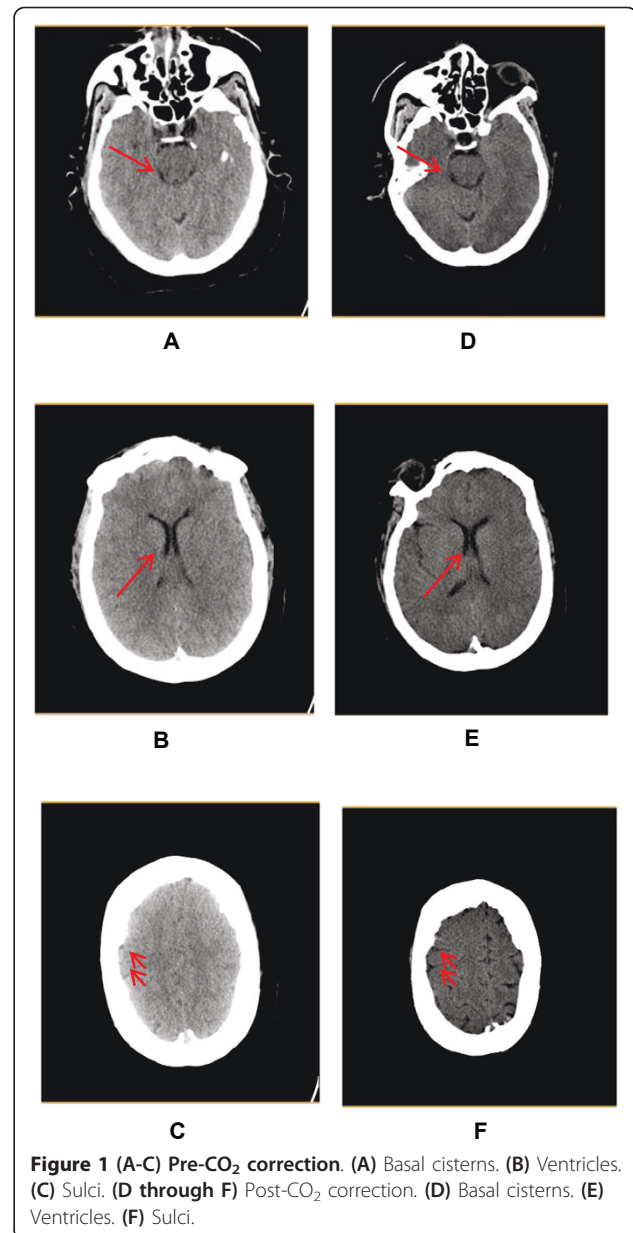 A
D
B
E
C
F
Figure 1 (A-C) Pre-CO₂ correction. (A) Basal cisterns. (B) Ventricles.
(C) Sulci. (D through F) Post-CO₂ correction. (D) Basal cisterns. (E)
Ventricles. (F) Sulci.